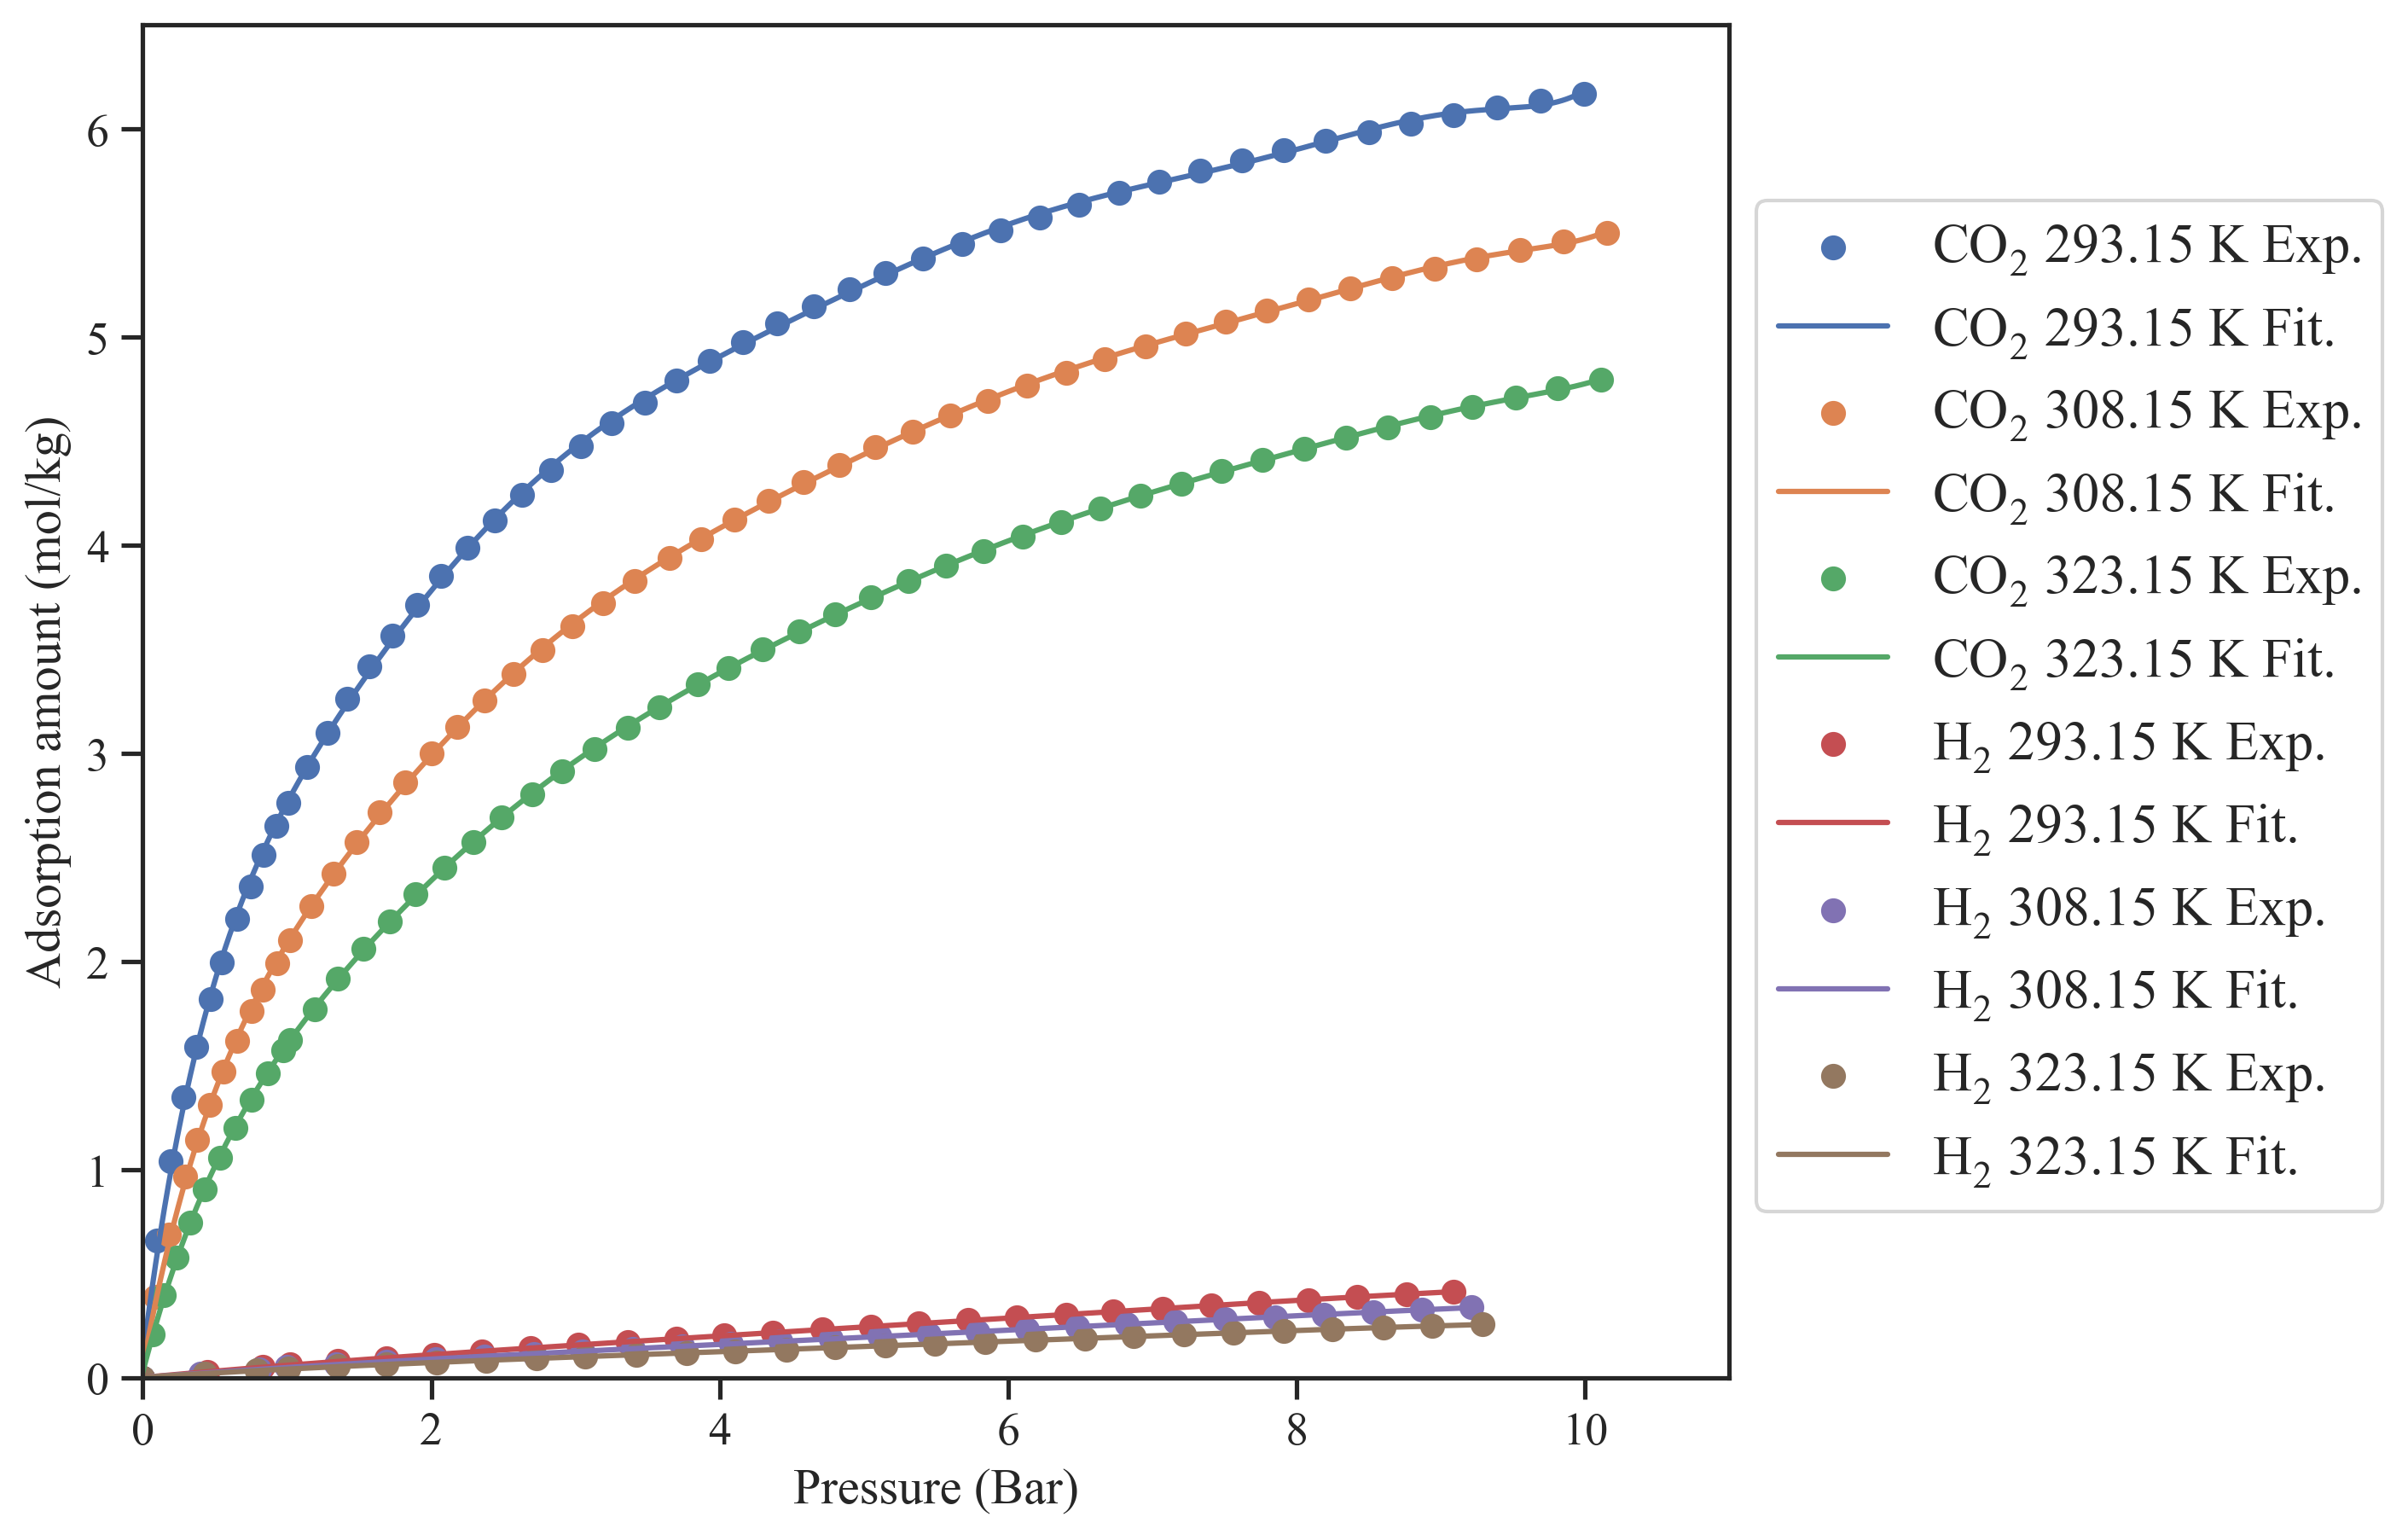 Adsorption amount (mol/kg)
6
5
4
3
2
1
0
0 2 4 6 8 10
Pressure (Bar)
CO₂ 293.15 K Exp.
CO₂ 293.15 K Fit.
CO₂ 308.15 K Exp.
CO₂ 308.15 K Fit.
CO₂ 323.15 K Exp.
CO₂ 323.15 K Fit.
H₂ 293.15 K Exp.
H₂ 293.15 K Fit.
H₂ 308.15 K Exp.
H₂ 308.15 K Fit.
H₂ 323.15 K Exp.
H₂ 323.15 K Fit.